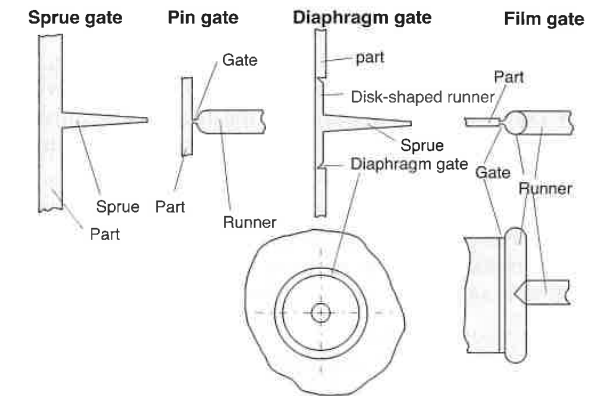 Sprue gate
Pin gate
Diaphragm gate
Film gate
Gate
part
Part
Disk-shaped runner
Sprue
Diaphragm gate
Gate
Runner
Sprue
Part
Part
Runner